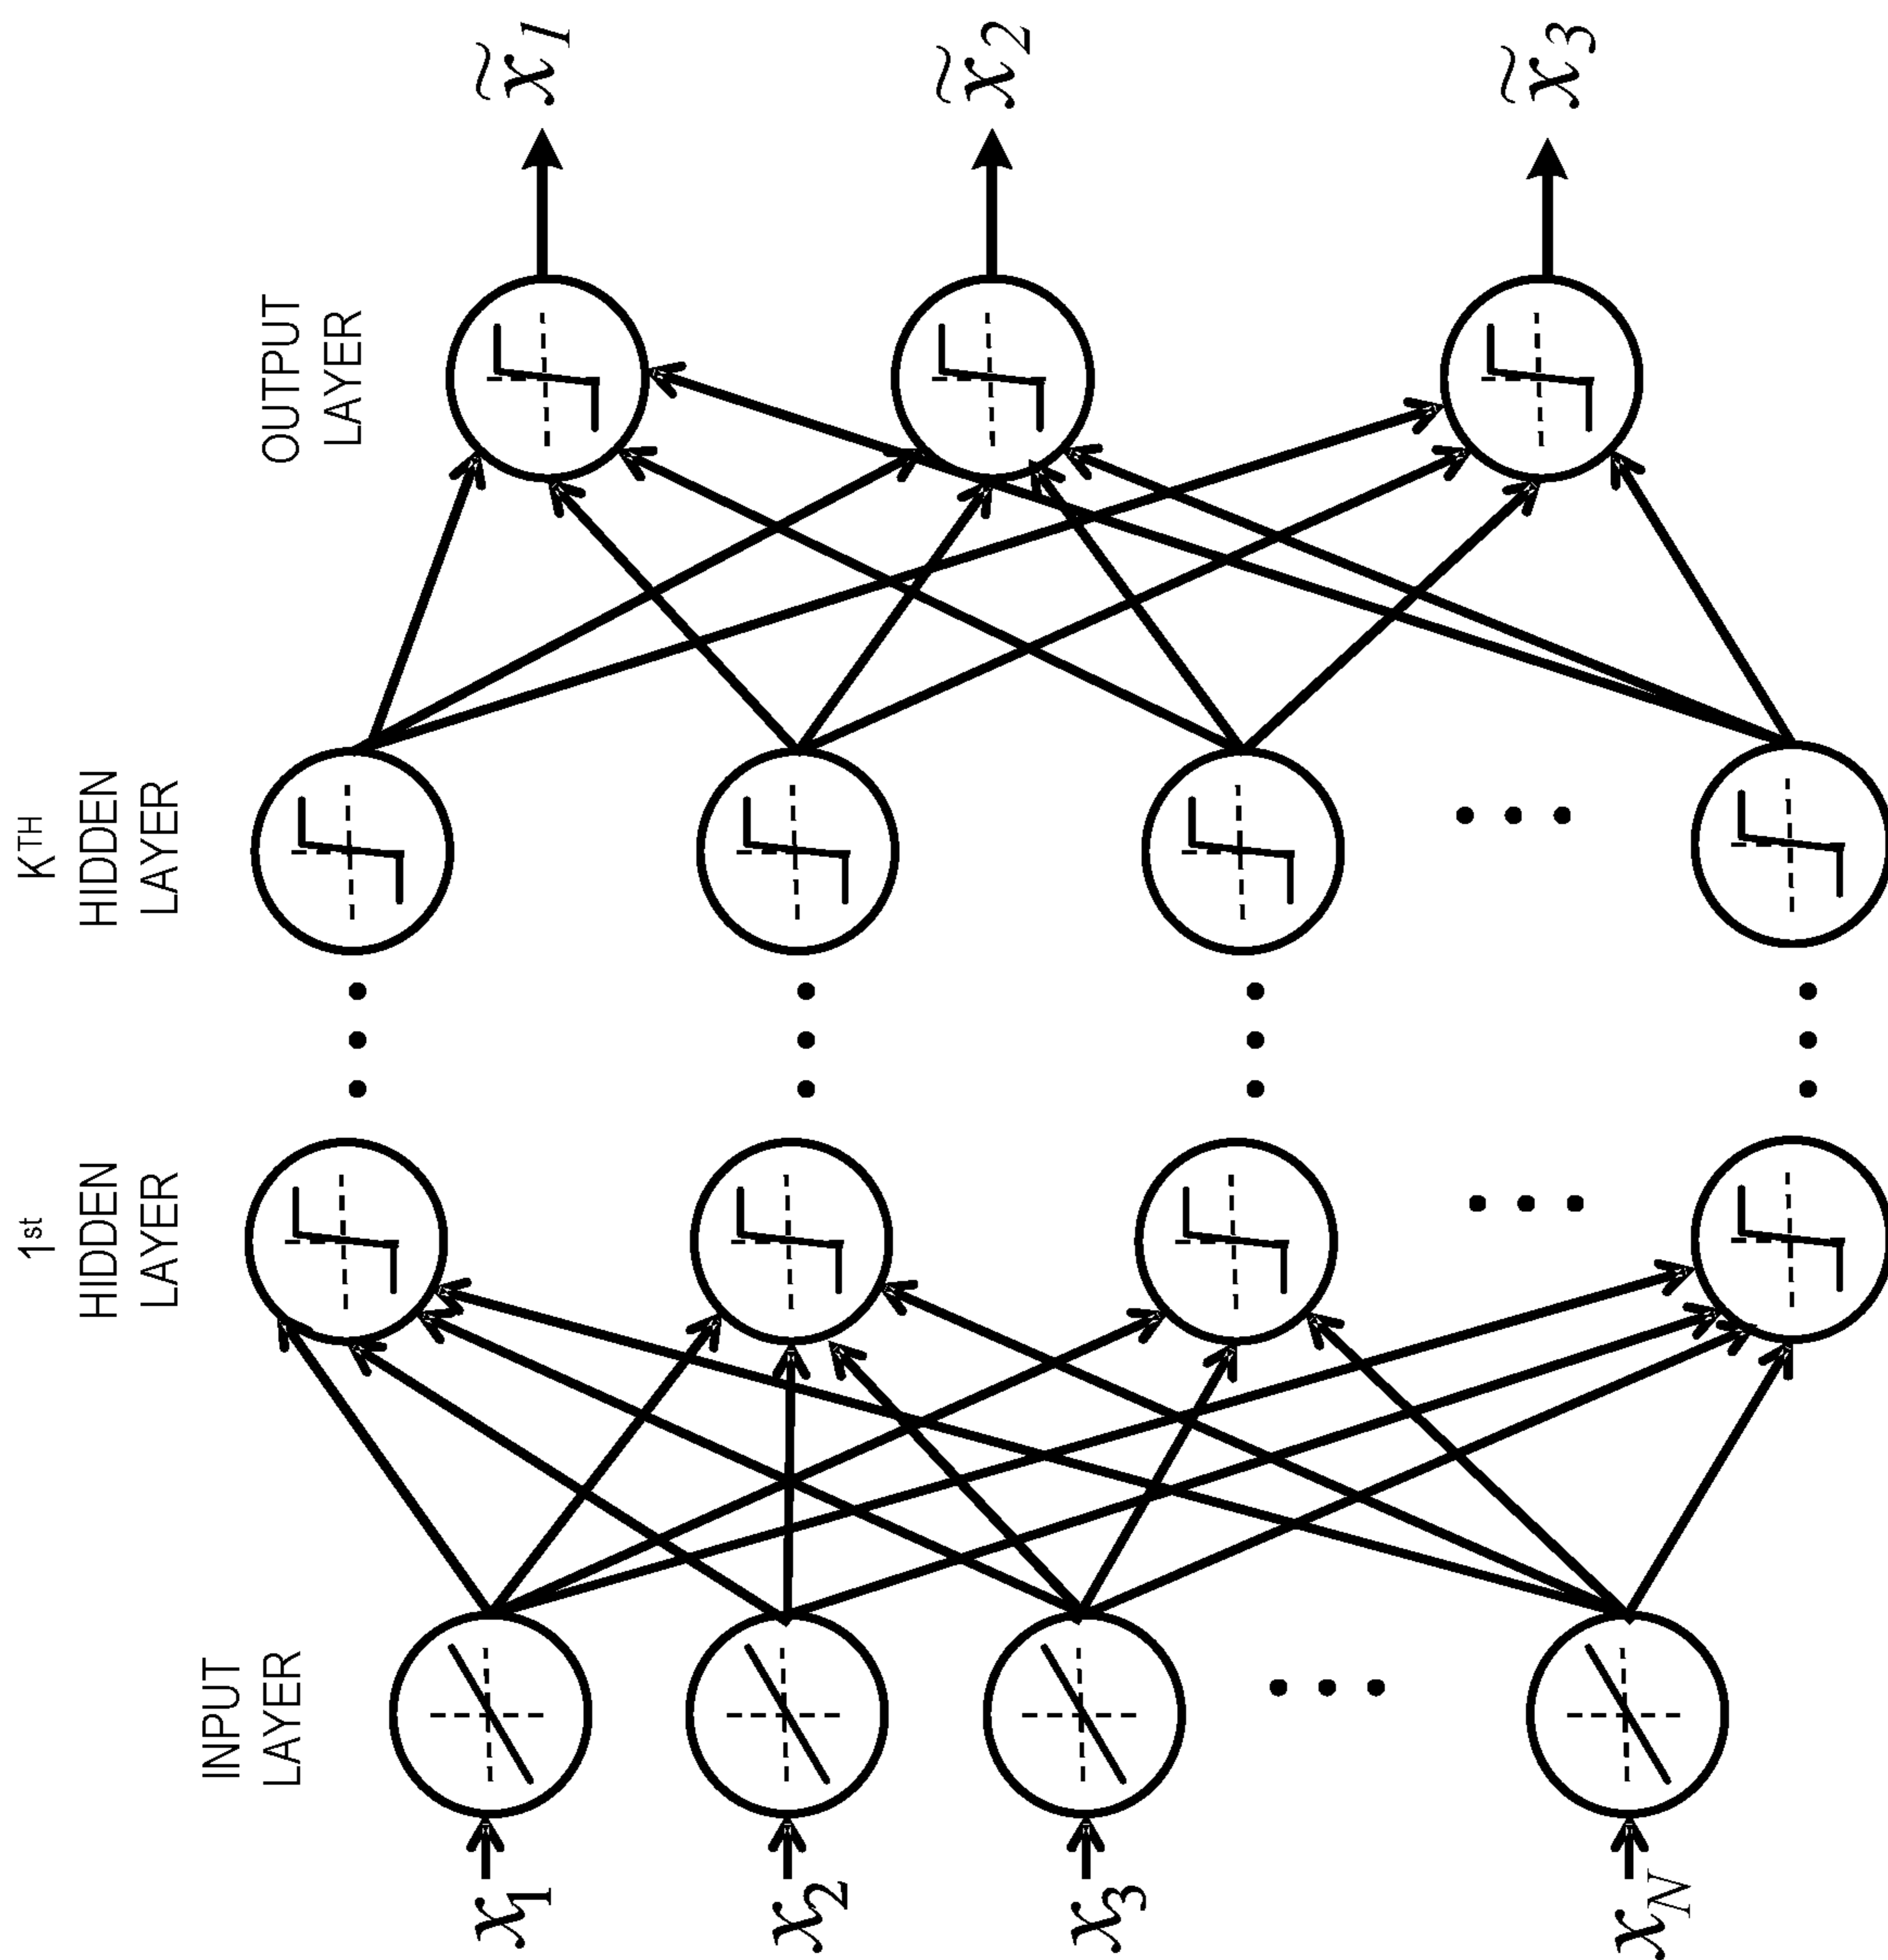 INPUT
LAYER
1st
HIDDEN
LAYER
KTH
HIDDEN
LAYER
OUTPUT
LAYER
x1
x2
x3
xN
x̃1
x̃2
x̃3